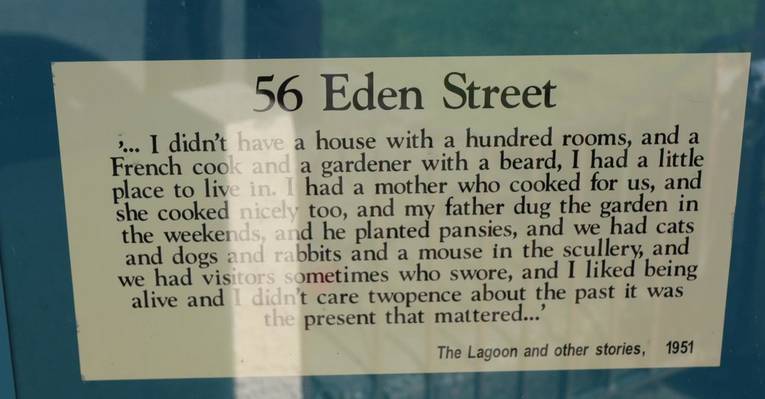 56 Eden Street
’... I didn't have a house with a hundred rooms, and a
French cook and a gardener with a beard, I had a little
place to live in. I had a mother who cooked for us, and
she cooked nicely too, and my father dug the garden in
the weekends, and he planted pansies, and we had cats
and dogs and rabbits and a mouse in the scullery, and
we had visitors sometimes who swore, and I liked being
alive and I didn't care twopence about the past it was
the present that mattered...’
The Lagoon and other stories, 1951